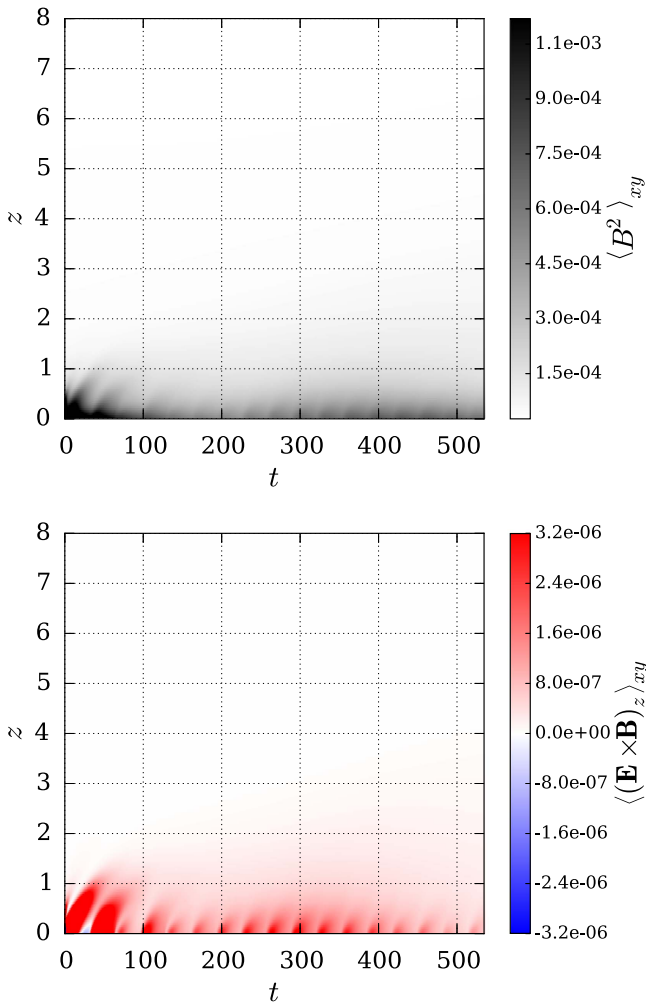 8
7
6
5
4
3
2
1
0
z
0 100 200 300 400 500
t
1.1e-03
9.0e-04
7.5e-04
6.0e-04
4.5e-04
3.0e-04
1.5e-04
⟨B²⟩xy
8
7
6
5
4
3
2
1
0
z
0 100 200 300 400 500
t
3.2e-06
2.4e-06
1.6e-06
8.0e-07
0.0e+00
-8.0e-07
-1.6e-06
-2.4e-06
-3.2e-06
⟨(E×B)z⟩xy